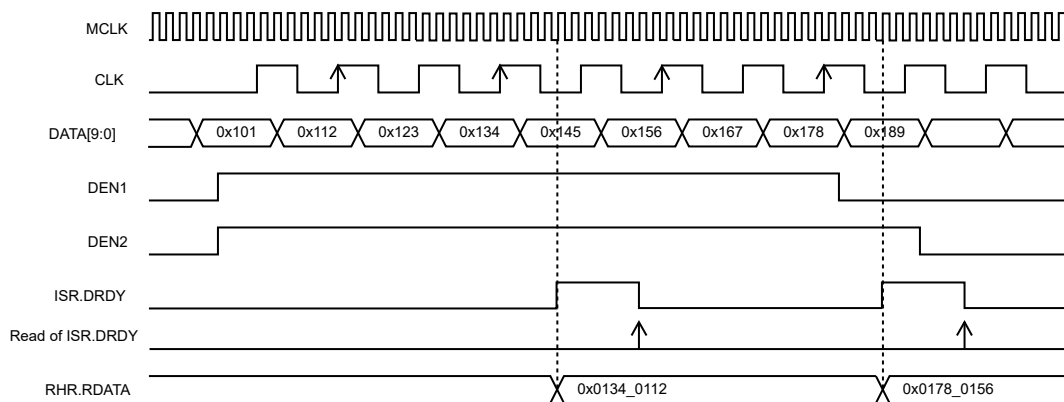 MCLK
CLK
DATA[9:0] 0x101 0x112 0x123 0x134 0x145 0x156 0x167 0x178 0x189
DEN1
DEN2
ISR.DRDY
Read of ISR.DRDY
RHR.RDATA 0x0134_0112 0x0178_0156